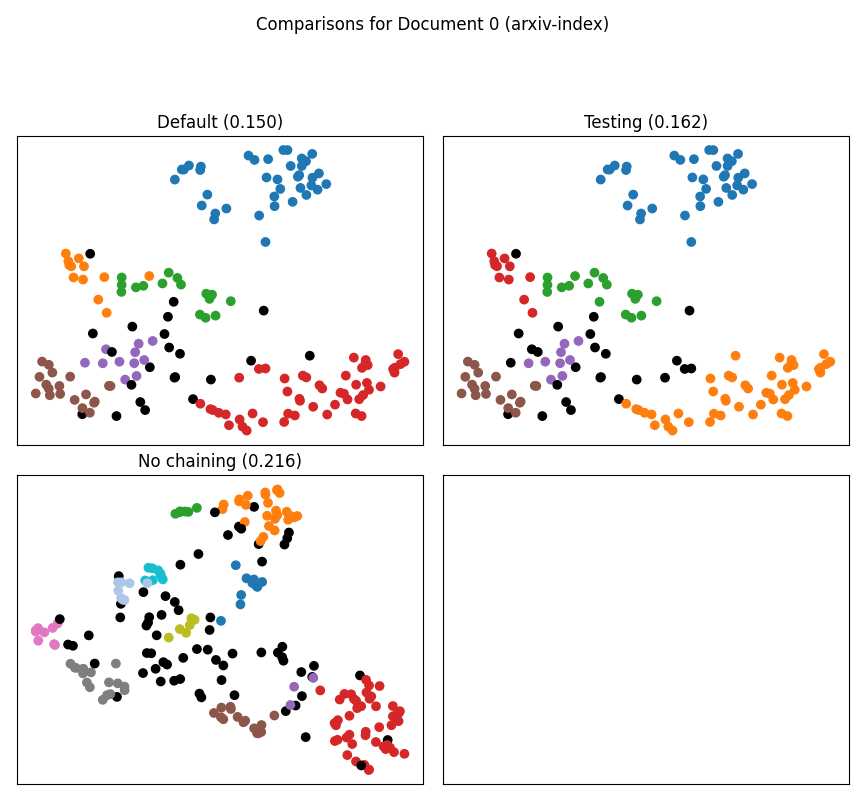 Comparisons for Document 0 (arxiv-index)
Default (0.150)
Testing (0.162)
No chaining (0.216)